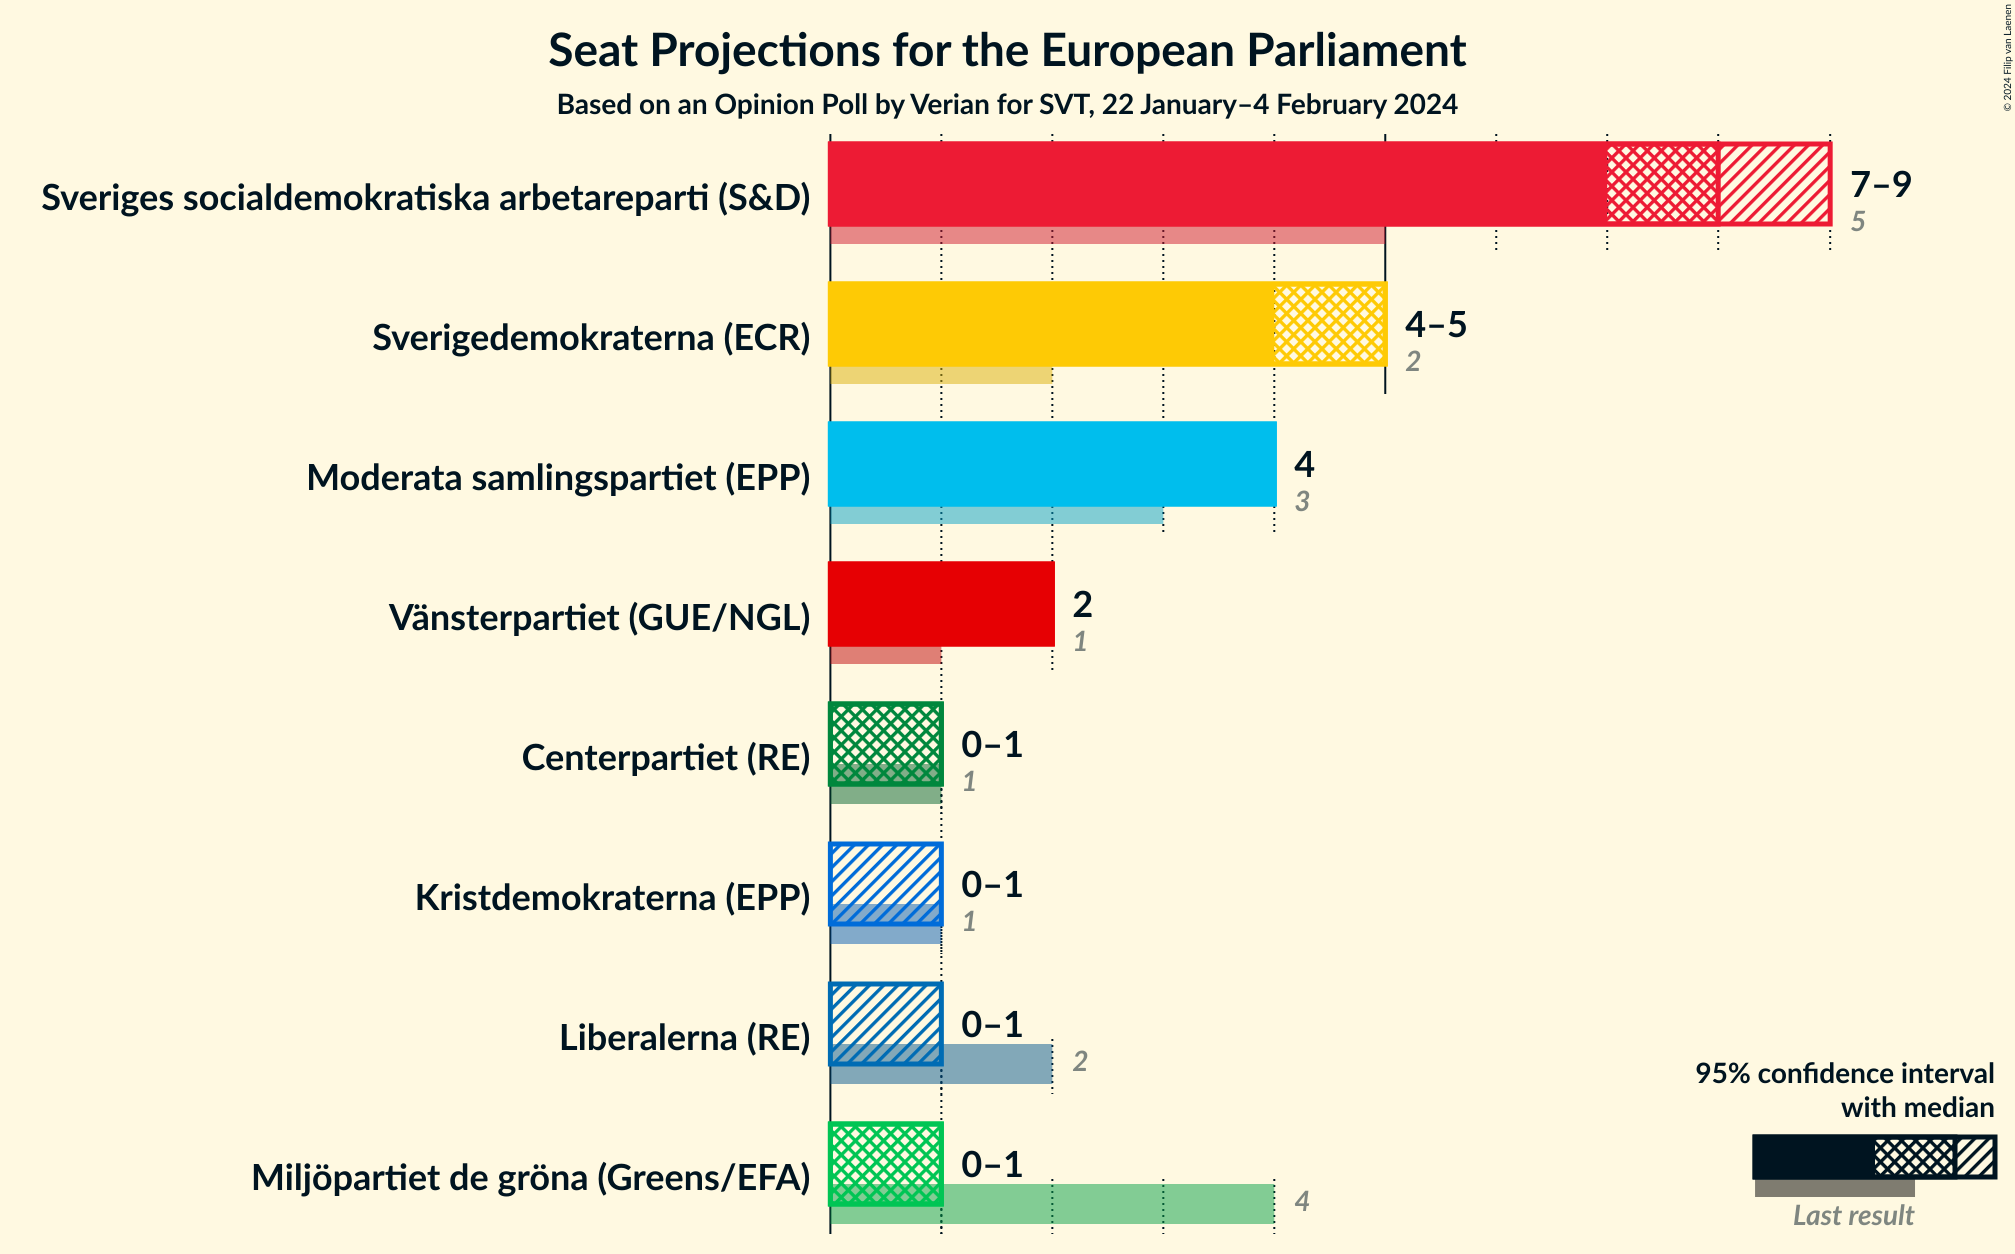 Seat Projections for the European Parliament
Based on an Opinion Poll by Verian for SVT, 22 January–4 February 2024
© 2024 Filip van Laenen
Sveriges socialdemokratiska arbetareparti (S&D)
7–9
5
Sverigedemokraterna (ECR)
4–5
2
Moderata samlingspartiet (EPP)
4
3
Vänsterpartiet (GUE/NGL)
2
1
Centerpartiet (RE)
0–1
1
Kristdemokraterna (EPP)
0–1
1
Liberalerna (RE)
0–1
2
Miljöpartiet de gröna (Greens/EFA)
0–1
4
95% confidence interval
with median
Last result